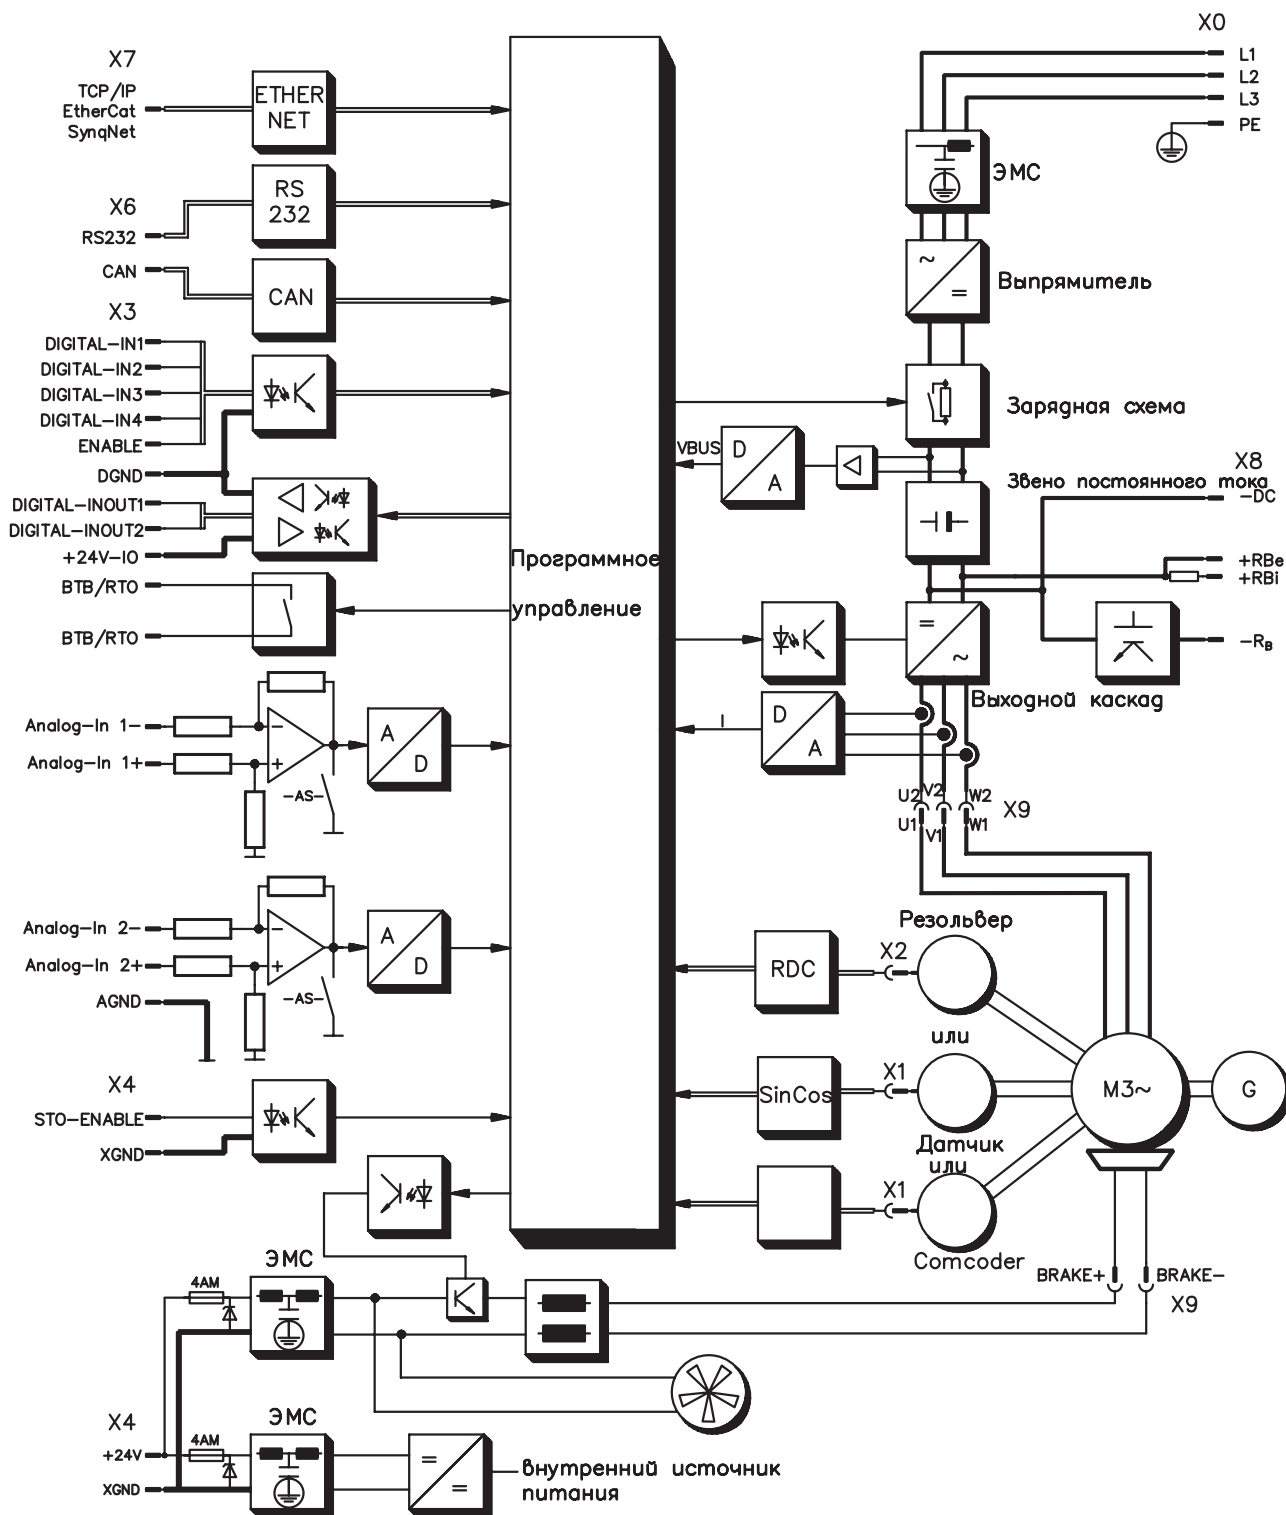 X7
TCP/IP
EtherCat
SynqNet
ETHER
NET
X6
RS232
RS
232
CAN
CAN
X3
DIGITAL-IN1
DIGITAL-IN2
DIGITAL-IN3
DIGITAL-IN4
ENABLE
DGND
DIGITAL-INOUT1
DIGITAL-INOUT2
+24V-IO
BTB/RTO
BTB/RTO
Analog-In 1-
Analog-In 1+
-
+
-AS-
A
D
Analog-In 2-
Analog-In 2+
AGND
-
+
-AS-
A
D
X4
STO-ENABLE
XGND
Программное
управление
X0
L1
L2
L3
PE
ЭМС
~
=
Выпрямитель
Зарядная схема
VBUS
D
A
X8
Звено постоянного тока
-DC
+RBe
+RBi
-RB
=
~
Выходной каскад
I
D
A
U2
V2
W2
X9
U1
V1
W1
Резольвер
RDC
X2
или
SinCos
X1
Датчик
или
X1
Comcoder
M3~
G
BRAKE+
BRAKE-
X9
ЭМС
4AM
X4
+24V
XGND
ЭМС
4AM
=
=
внутренний источник
питания